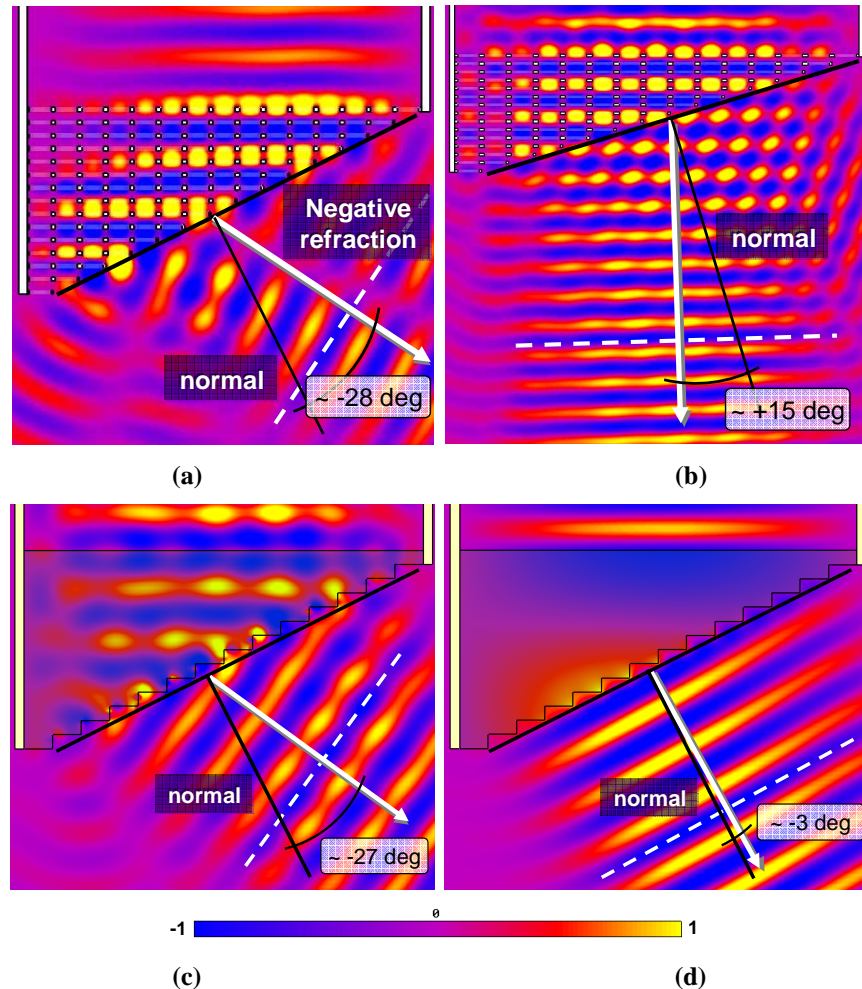 Negative
refraction
normal
~ -28 deg
normal
~ +15 deg
(a)
(b)
normal
~ -27 deg
normal
~ -3 deg
0
-1
1
(c)
(d)